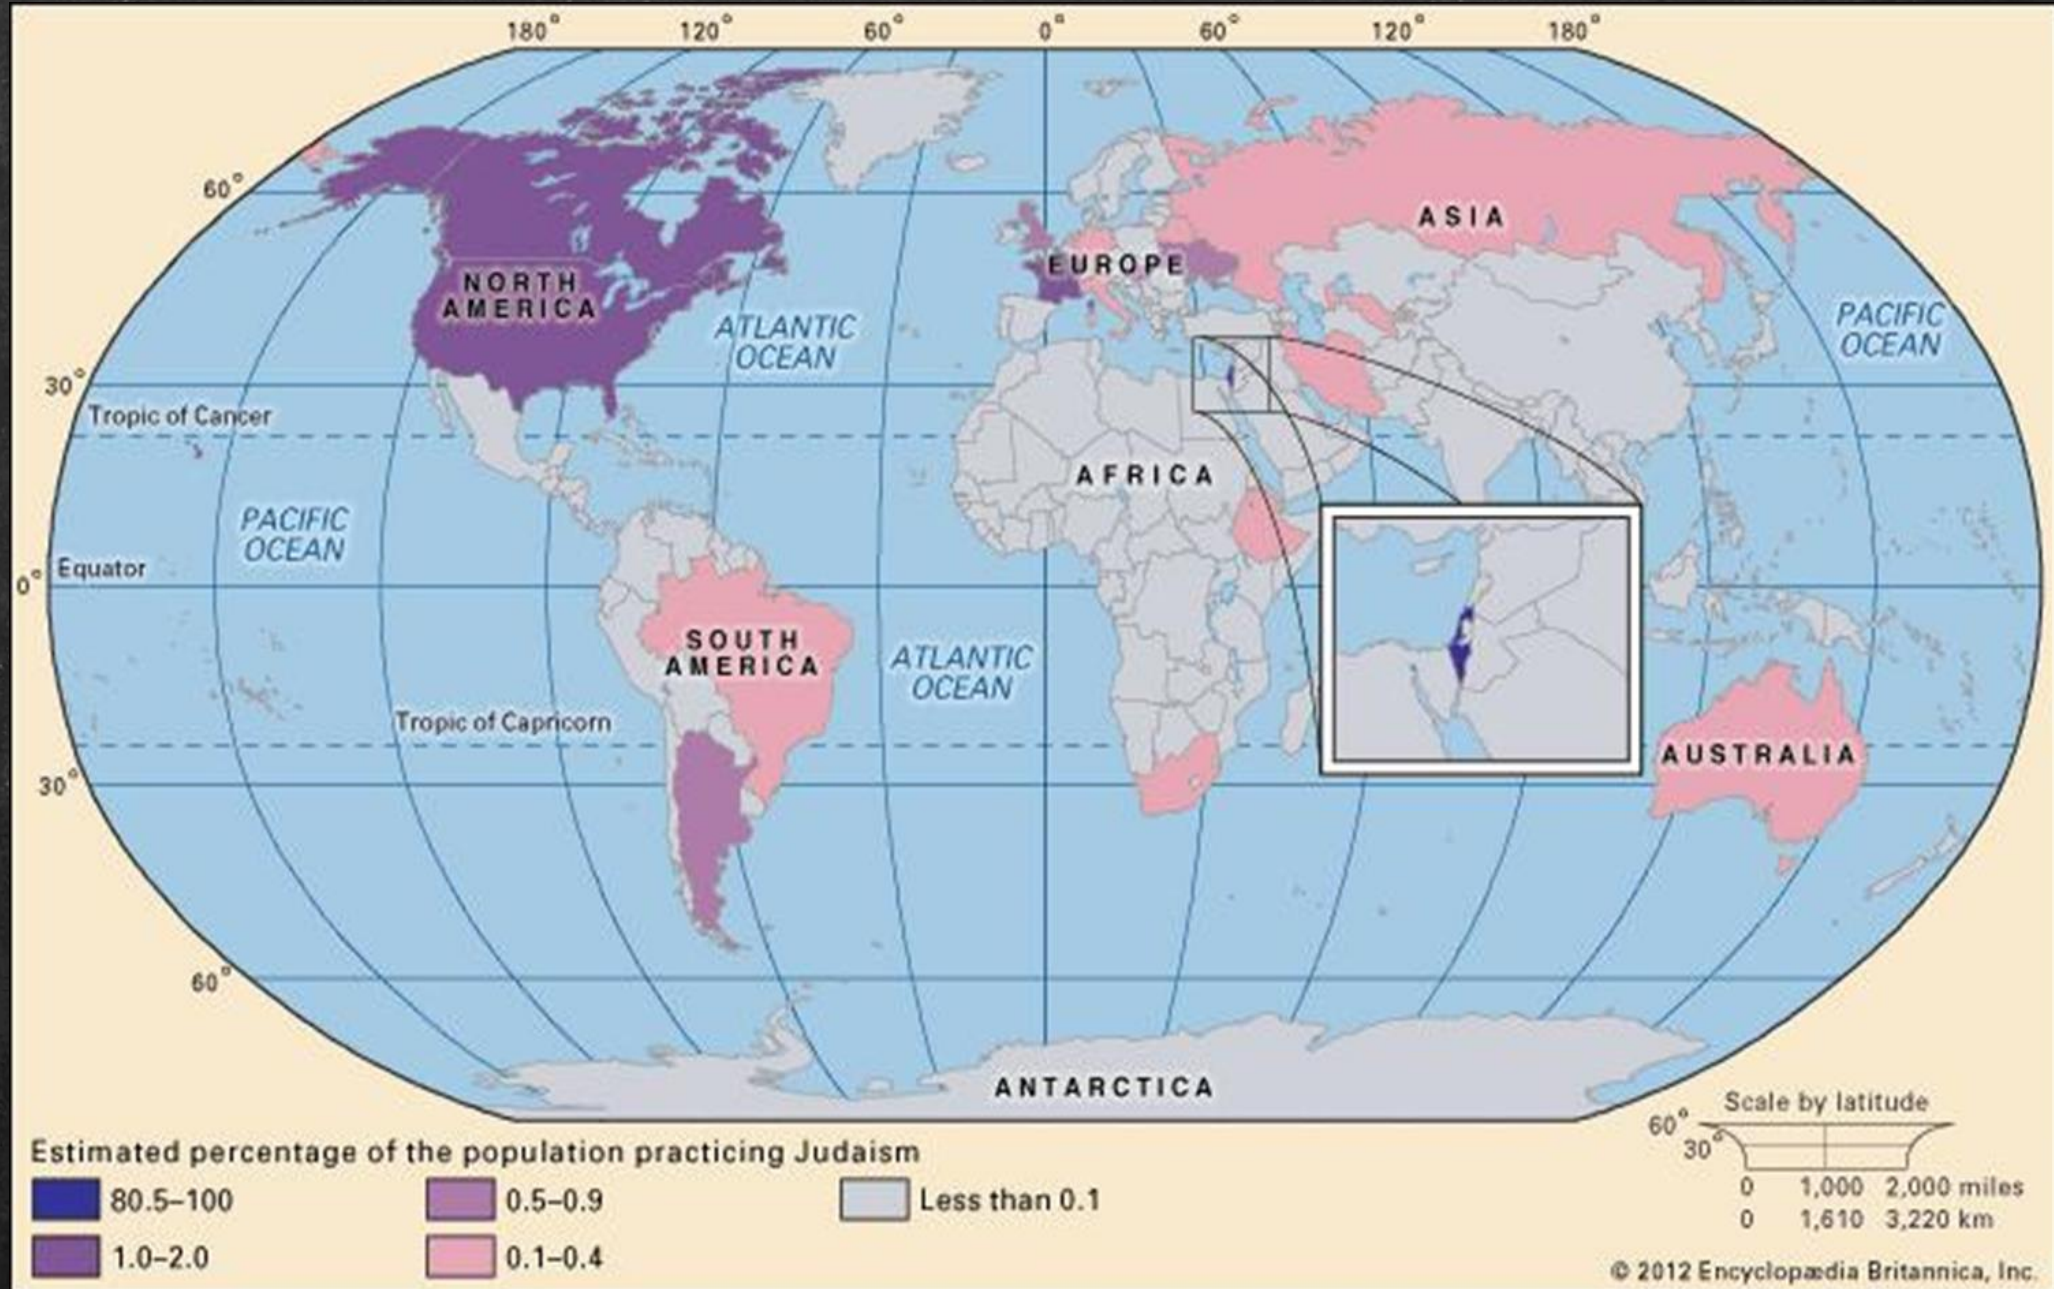 180° 120° 60° 0° 60° 120° 180°
60°
ASIA
EUROPE
NORTH
AMERICA
ATLANTIC
OCEAN
PACIFIC
OCEAN
30°
Tropic of Cancer
AFRICA
PACIFIC
OCEAN
0° Equator
SOUTH
AMERICA
ATLANTIC
OCEAN
Tropic of Capricorn
AUSTRALIA
30°
60°
ANTARCTICA
Estimated percentage of the population practicing Judaism
80.5–100
0.5–0.9
Less than 0.1
1.0–2.0
0.1–0.4
Scale by latitude
60°
30°
0 1,000 2,000 miles
0 1,610 3,220 km
© 2012 Encyclopædia Britannica, Inc.